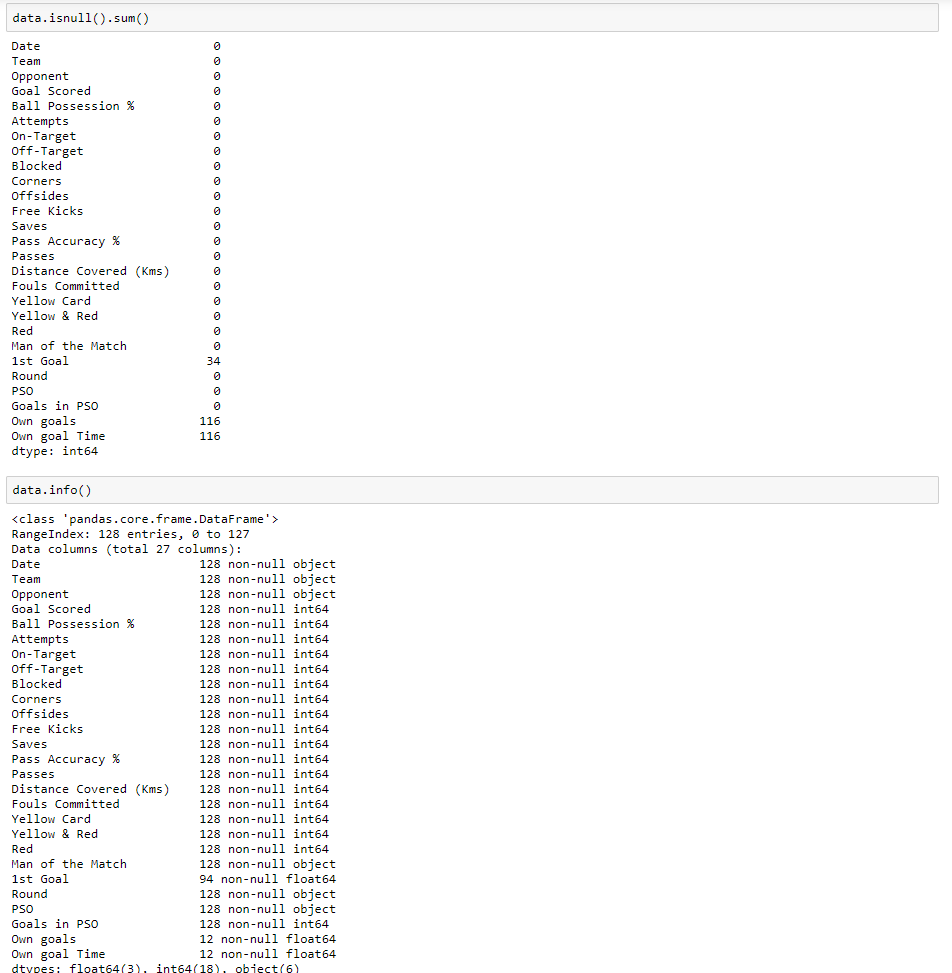 data.isnull().sum()
Date 0
Team 0
Opponent 0
Goal Scored 0
Ball Possession % 0
Attempts 0
On-Target 0
Off-Target 0
Blocked 0
Corners 0
Offsides 0
Free Kicks 0
Saves 0
Pass Accuracy % 0
Passes 0
Distance Covered (Kms) 0
Fouls Committed 0
Yellow Card 0
Yellow & Red 0
Red 0
Man of the Match 0
1st Goal 34
Round 0
PSO 0
Goals in PSO 0
Own goals 116
Own goal Time 116
dtype: int64
data.info()
<class 'pandas.core.frame.DataFrame'>
RangeIndex: 128 entries, 0 to 127
Data columns (total 27 columns):
Date 128 non-null object
Team 128 non-null object
Opponent 128 non-null object
Goal Scored 128 non-null int64
Ball Possession % 128 non-null int64
Attempts 128 non-null int64
On-Target 128 non-null int64
Off-Target 128 non-null int64
Blocked 128 non-null int64
Corners 128 non-null int64
Offsides 128 non-null int64
Free Kicks 128 non-null int64
Saves 128 non-null int64
Pass Accuracy % 128 non-null int64
Passes 128 non-null int64
Distance Covered (Kms) 128 non-null int64
Fouls Committed 128 non-null int64
Yellow Card 128 non-null int64
Yellow & Red 128 non-null int64
Red 128 non-null int64
Man of the Match 128 non-null object
1st Goal 94 non-null float64
Round 128 non-null object
PSO 128 non-null object
Goals in PSO 128 non-null int64
Own goals 12 non-null float64
Own goal Time 12 non-null float64
dtypes: float64(3), int64(18), object(6)